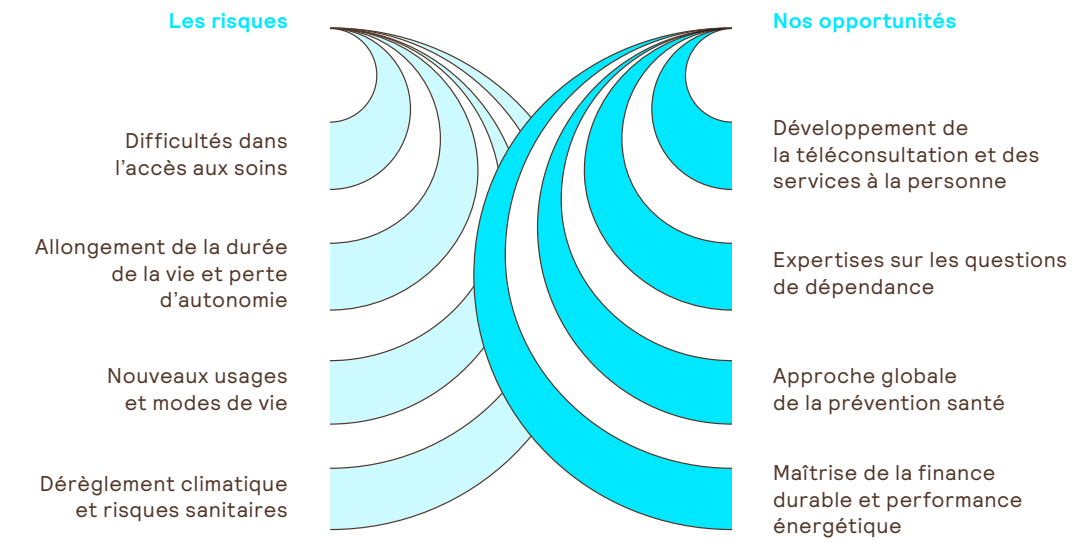 Les risques
Difficultés dans
l’accès aux soins
Allongement de la durée
de la vie et perte
d’autonomie
Nouveaux usages
et modes de vie
Dérèglement climatique
et risques sanitaires
Nos opportunités
Développement de
la téléconsultation et des
services à la personne
Expertises sur les questions
de dépendance
Approche globale
de la prévention santé
Maîtrise de la finance
durable et performance
énergétique